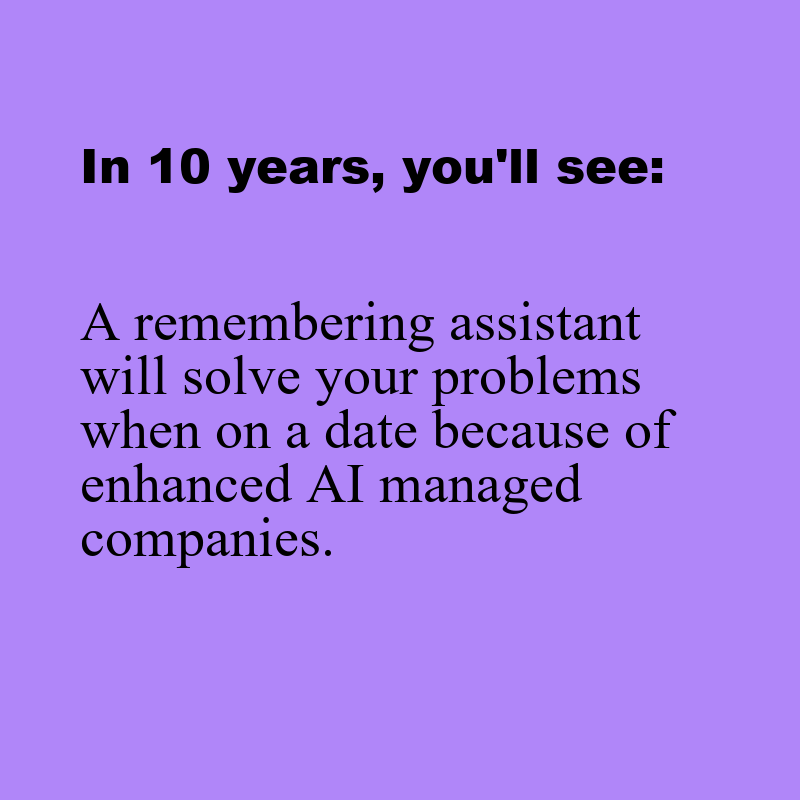 In 10 years, you'll see:
A remembering assistant
will solve your problems
when on a date because of
enhanced AI managed
companies.